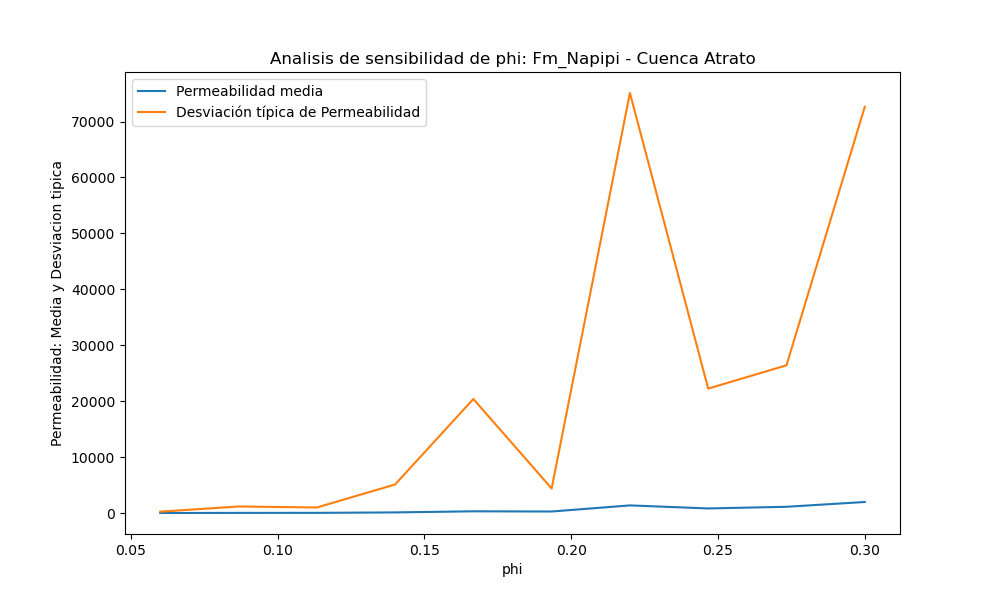 Analisis de sensibilidad de phi: Fm_Napipi - Cuenca Atrato
Permeabilidad media
Desviación típica de Permeabilidad
Permeabilidad: Media y Desviacion tipica
70000
60000
50000
40000
30000
20000
10000
0
0.05
0.10
0.15
0.20
0.25
0.30
phi